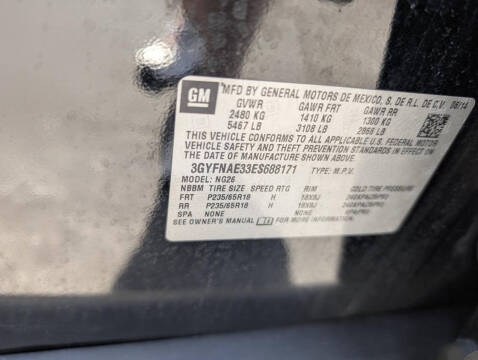 GM
MFD BY GENERAL MOTORS DE MEXICO, S. DE R.L. DE C.V. 06/14
GVWR GAWR FRT GAWR RR
2480 KG 1410 KG 1300 KG
5467 LB 3108 LB 2866 LB
THIS VEHICLE CONFORMS TO ALL APPLICABLE U.S. FEDERAL MOTOR
VEHICLE SAFETY AND THEFT PREVENTION STANDARDS IN EFFECT
ON THE DATE OF MANUFACTURE SHOWN ABOVE.
3GYFNAE33ES688171 TYPE: M.P.V.
MODEL: NG26
NBBM TIRE SIZE SPEED RTG RIM COLD TIRE PRESSURE
FRT P235/65R18 H 18X8J
RR P235/65R18 H 18X8J
SPA NONE NONE
SEE OWNER'S MANUAL FOR MORE INFORMATION.